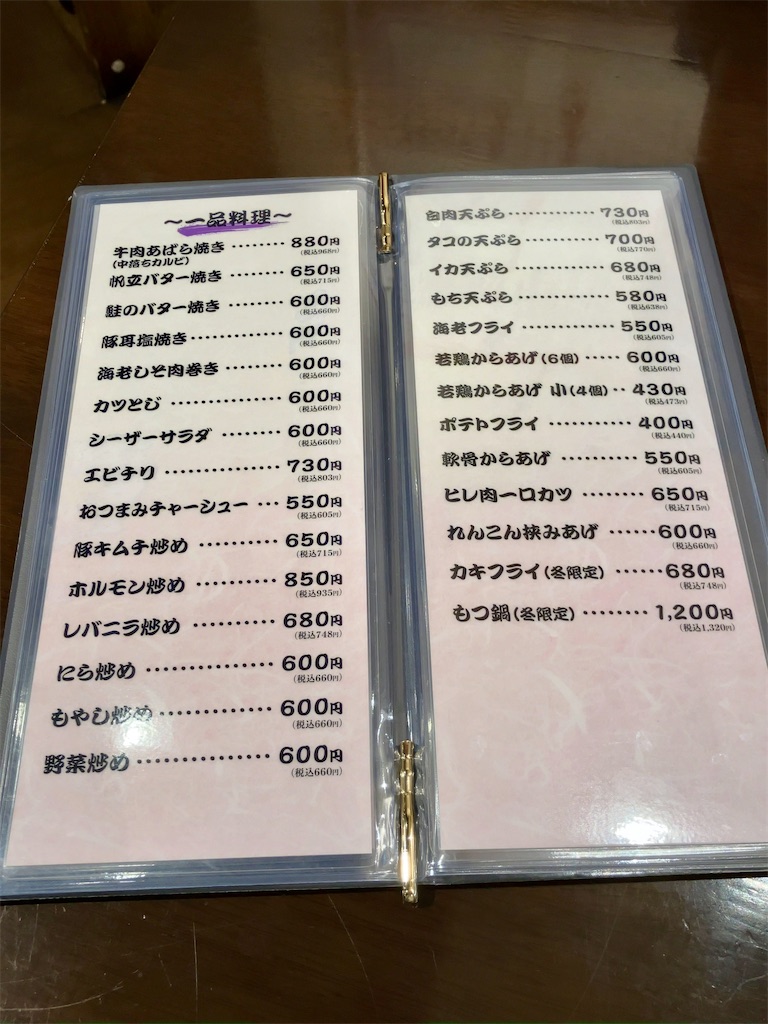 ～一品料理～
牛肉あばら焼き ········ 880円
(税込968円)
(中落ちカルビ)
帆立バター焼き ······ 650円
(税込715円)
鮭のバター焼き ······· 600円
(税込660円)
豚耳塩焼き··········· 600円
(税込660円)
海老しそ肉巻き ······· 600円
(税込660円)
カツとじ ············· 600円
(税込660円)
シーザーサラダ ········ 600円
(税込660円)
エビチリ ·············· 730円
(税込803円)
おつまみチャーシュー ··· 550円
(税込605円)
豚キムチ炒め ·········· 650円
(税込715円)
ホルモン炒め ·········· 850円
(税込935円)
レバニラ炒め ··········· 680円
(税込748円)
にら炒め ·············· 600円
(税込660円)
もやし炒め ············· 600円
(税込660円)
野菜炒め ··············· 600円
(税込660円)
白肉天ぷら············· 730円
(税込803円)
タコの天ぷら ··········· 700円
(税込770円)
イカ天ぷら ············ 680円
(税込748円)
もち天ぷら ············ 580円
(税込638円)
海老フライ ············ 550円
(税込605円)
若鶏からあげ(6個) ····· 600円
(税込660円)
若鶏からあげ 小(4個) ·· 430円
(税込473円)
ポテトフライ ·········· 400円
(税込440円)
軟骨からあげ ········· 550円
(税込605円)
ヒレ肉一口カツ ········ 650円
(税込715円)
れんこん挟みあげ ······ 600円
(税込660円)
カキフライ(冬限定) ······ 680円
(税込748円)
もつ鍋(冬限定) ········ 1,200円
(税込1,320円)